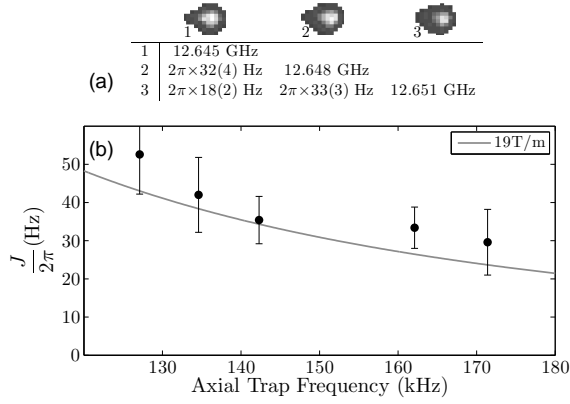 1 2 3
1 12.645 GHz
2 2π×32(4) Hz 12.648 GHz
3 2π×18(2) Hz 2π×33(3) Hz 12.651 GHz
(a)
(b)
19T/m
50
40
30
20
10
0
J/2π (Hz)
130 140 150 160 170 180
Axial Trap Frequency (kHz)